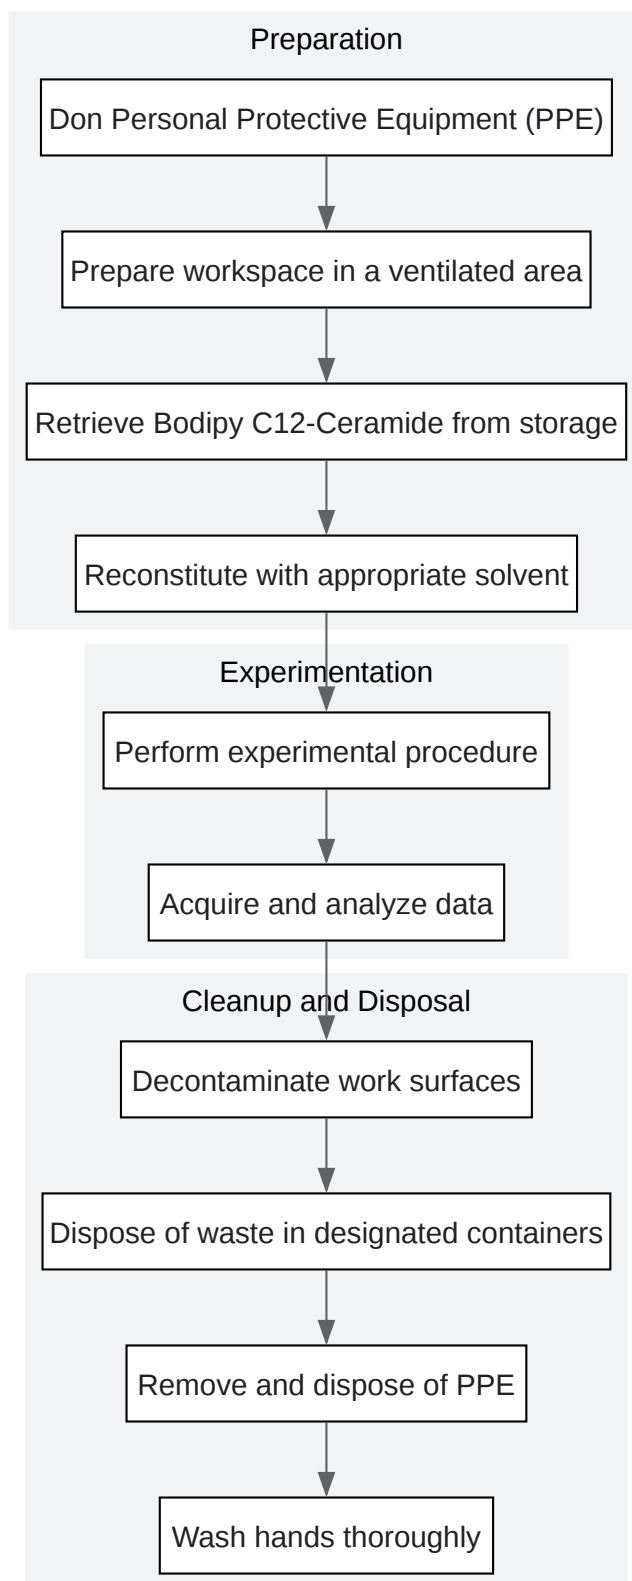 Preparation
Don Personal Protective Equipment (PPE)
Prepare workspace in a ventilated area
Retrieve Bodipy C12-Ceramide from storage
Reconstitute with appropriate solvent
Experimentation
Perform experimental procedure
Acquire and analyze data
Cleanup and Disposal
Decontaminate work surfaces
Dispose of waste in designated containers
Remove and dispose of PPE
Wash hands thoroughly